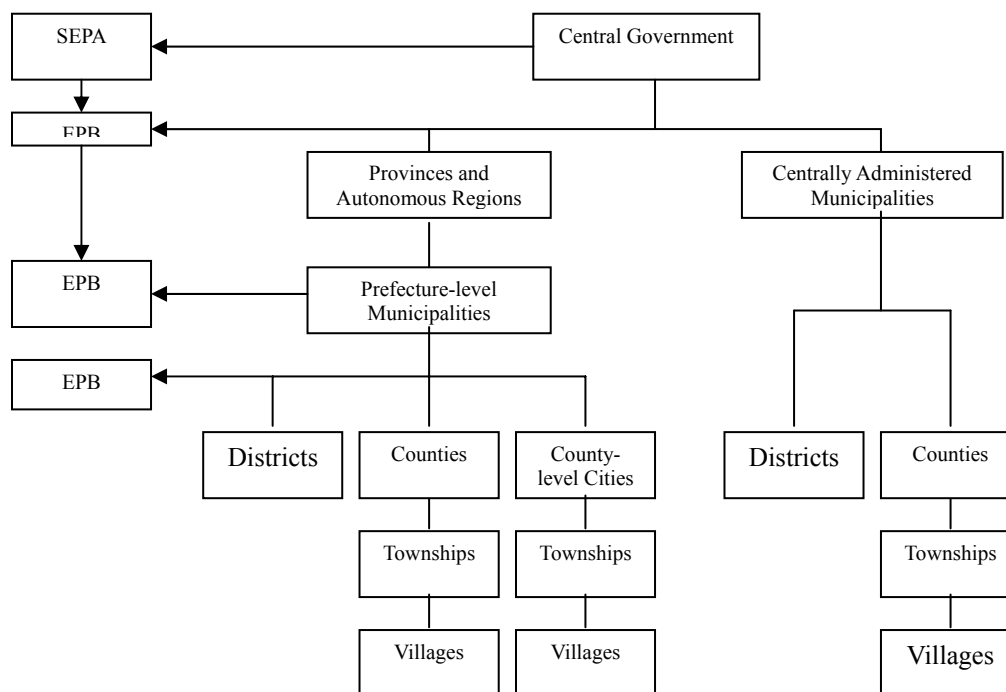 SEPA
Central Government
EPB
Provinces and
Autonomous Regions
Centrally Administered
Municipalities
EPB
Prefecture-level
Municipalities
EPB
Districts
Counties
County-
level Cities
Districts
Counties
Townships
Townships
Townships
Villages
Villages
Villages